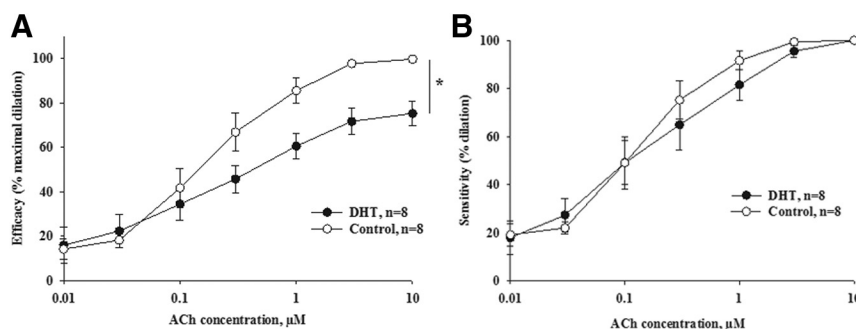 A
Efficacy (% maximal dilation)
100
80
60
40
20
0
0.01
0.1
1
10
ACh concentration, µM
DHT, n=8
Control, n=8
*
B
Sensitivity (% dilation)
100
80
60
40
20
0
0.01
0.1
1
10
ACh concentration, µM
DHT, n=8
Control, n=8